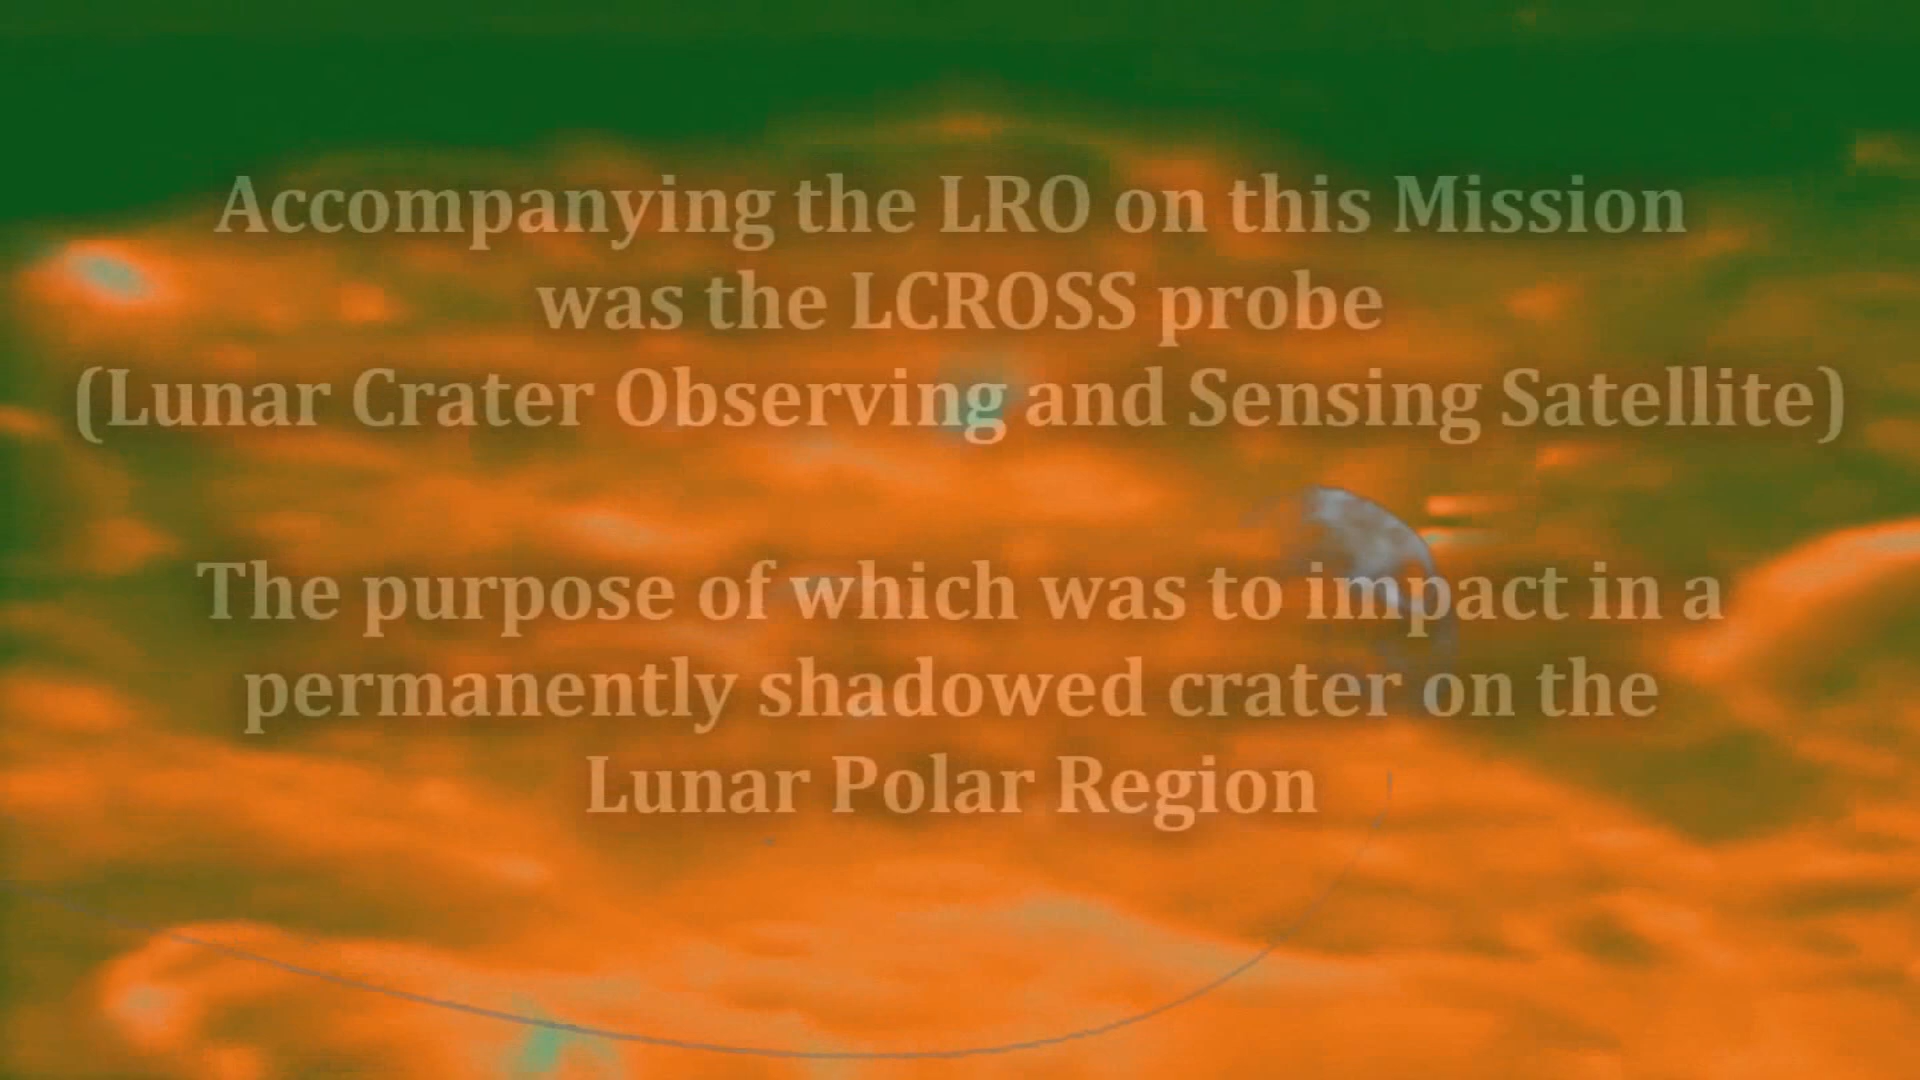 Accompanying the LRO on this Mission
was the LCROSS probe
(Lunar Crater Observing and Sensing Satellite)
The purpose of which was to impact in a
permanently shadowed crater on the
Lunar Polar Region